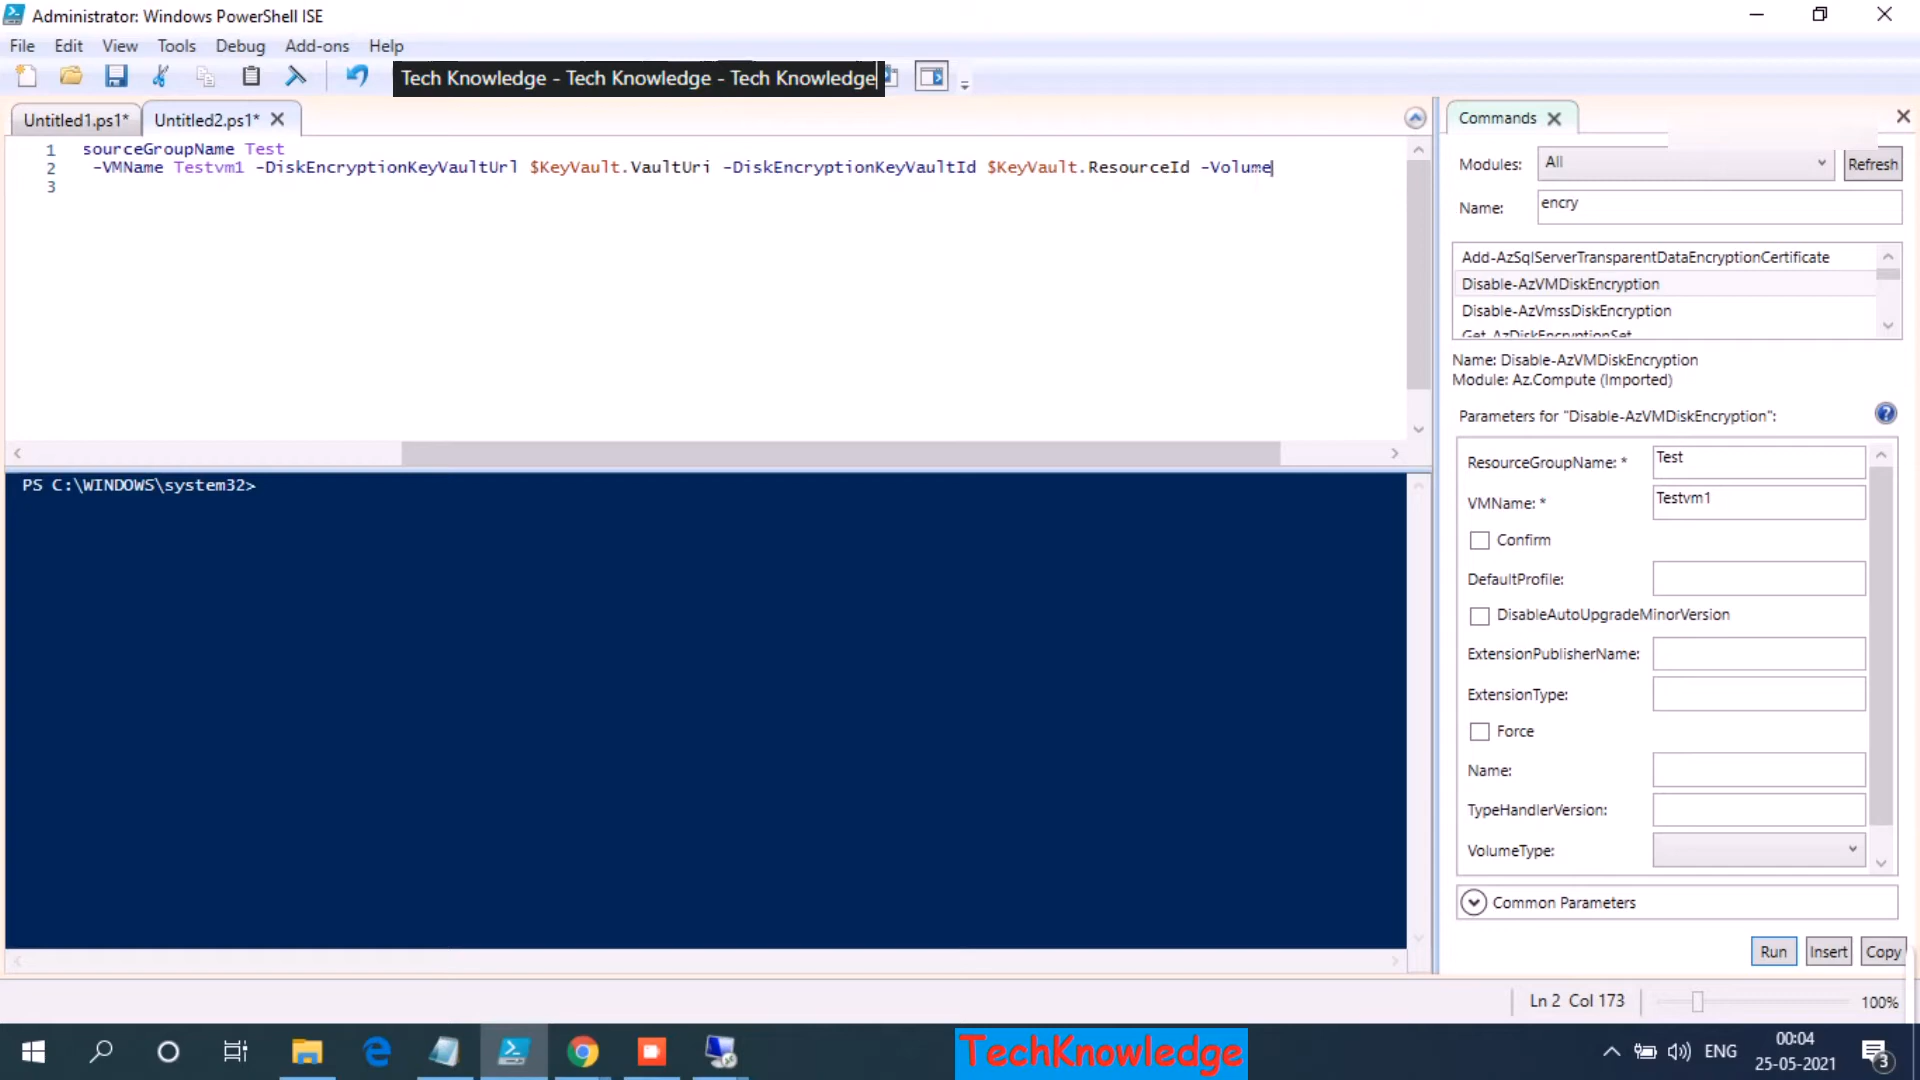 Administrator: Windows PowerShell ISE
File Edit View Tools Debug Add-ons Help
Tech Knowledge - Tech Knowledge - Tech Knowledge
Untitled1.ps1* Untitled2.ps1*
1 sourceGroupName Test
2 -VMName Testvm1 -DiskEncryptionKeyVaultUrl $KeyVault.VaultUri -DiskEncryptionKeyVaultId $KeyVault.ResourceId -Volume
3
PS C:\WINDOWS\system32>
Commands
Modules: All Refresh
Name: encry
Add-AzSqlServerTransparentDataEncryptionCertificate
Disable-AzVMDiskEncryption
Disable-AzVmssDiskEncryption
Get-AzDiskEncryptionSet
Name: Disable-AzVMDiskEncryption
Module: Az.Compute (Imported)
Parameters for "Disable-AzVMDiskEncryption":
ResourceGroupName: * Test
VMName: * Testvm1
Confirm
DefaultProfile:
DisableAutoUpgradeMinorVersion
ExtensionPublisherName:
ExtensionType:
Force
Name:
TypeHandlerVersion:
VolumeType:
Common Parameters
Run Insert Copy
Ln 2 Col 173 100%
TechKnowledge
ENG
00:04
25-05-2021
3